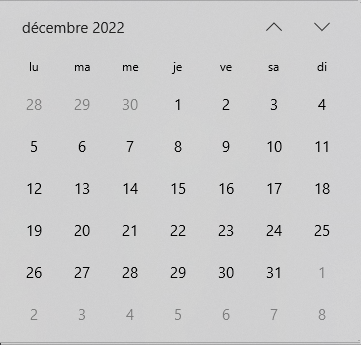 décembre 2022
lu ma me je ve sa di
28 29 30 1 2 3 4
5 6 7 8 9 10 11
12 13 14 15 16 17 18
19 20 21 22 23 24 25
26 27 28 29 30 31 1
2 3 4 5 6 7 8